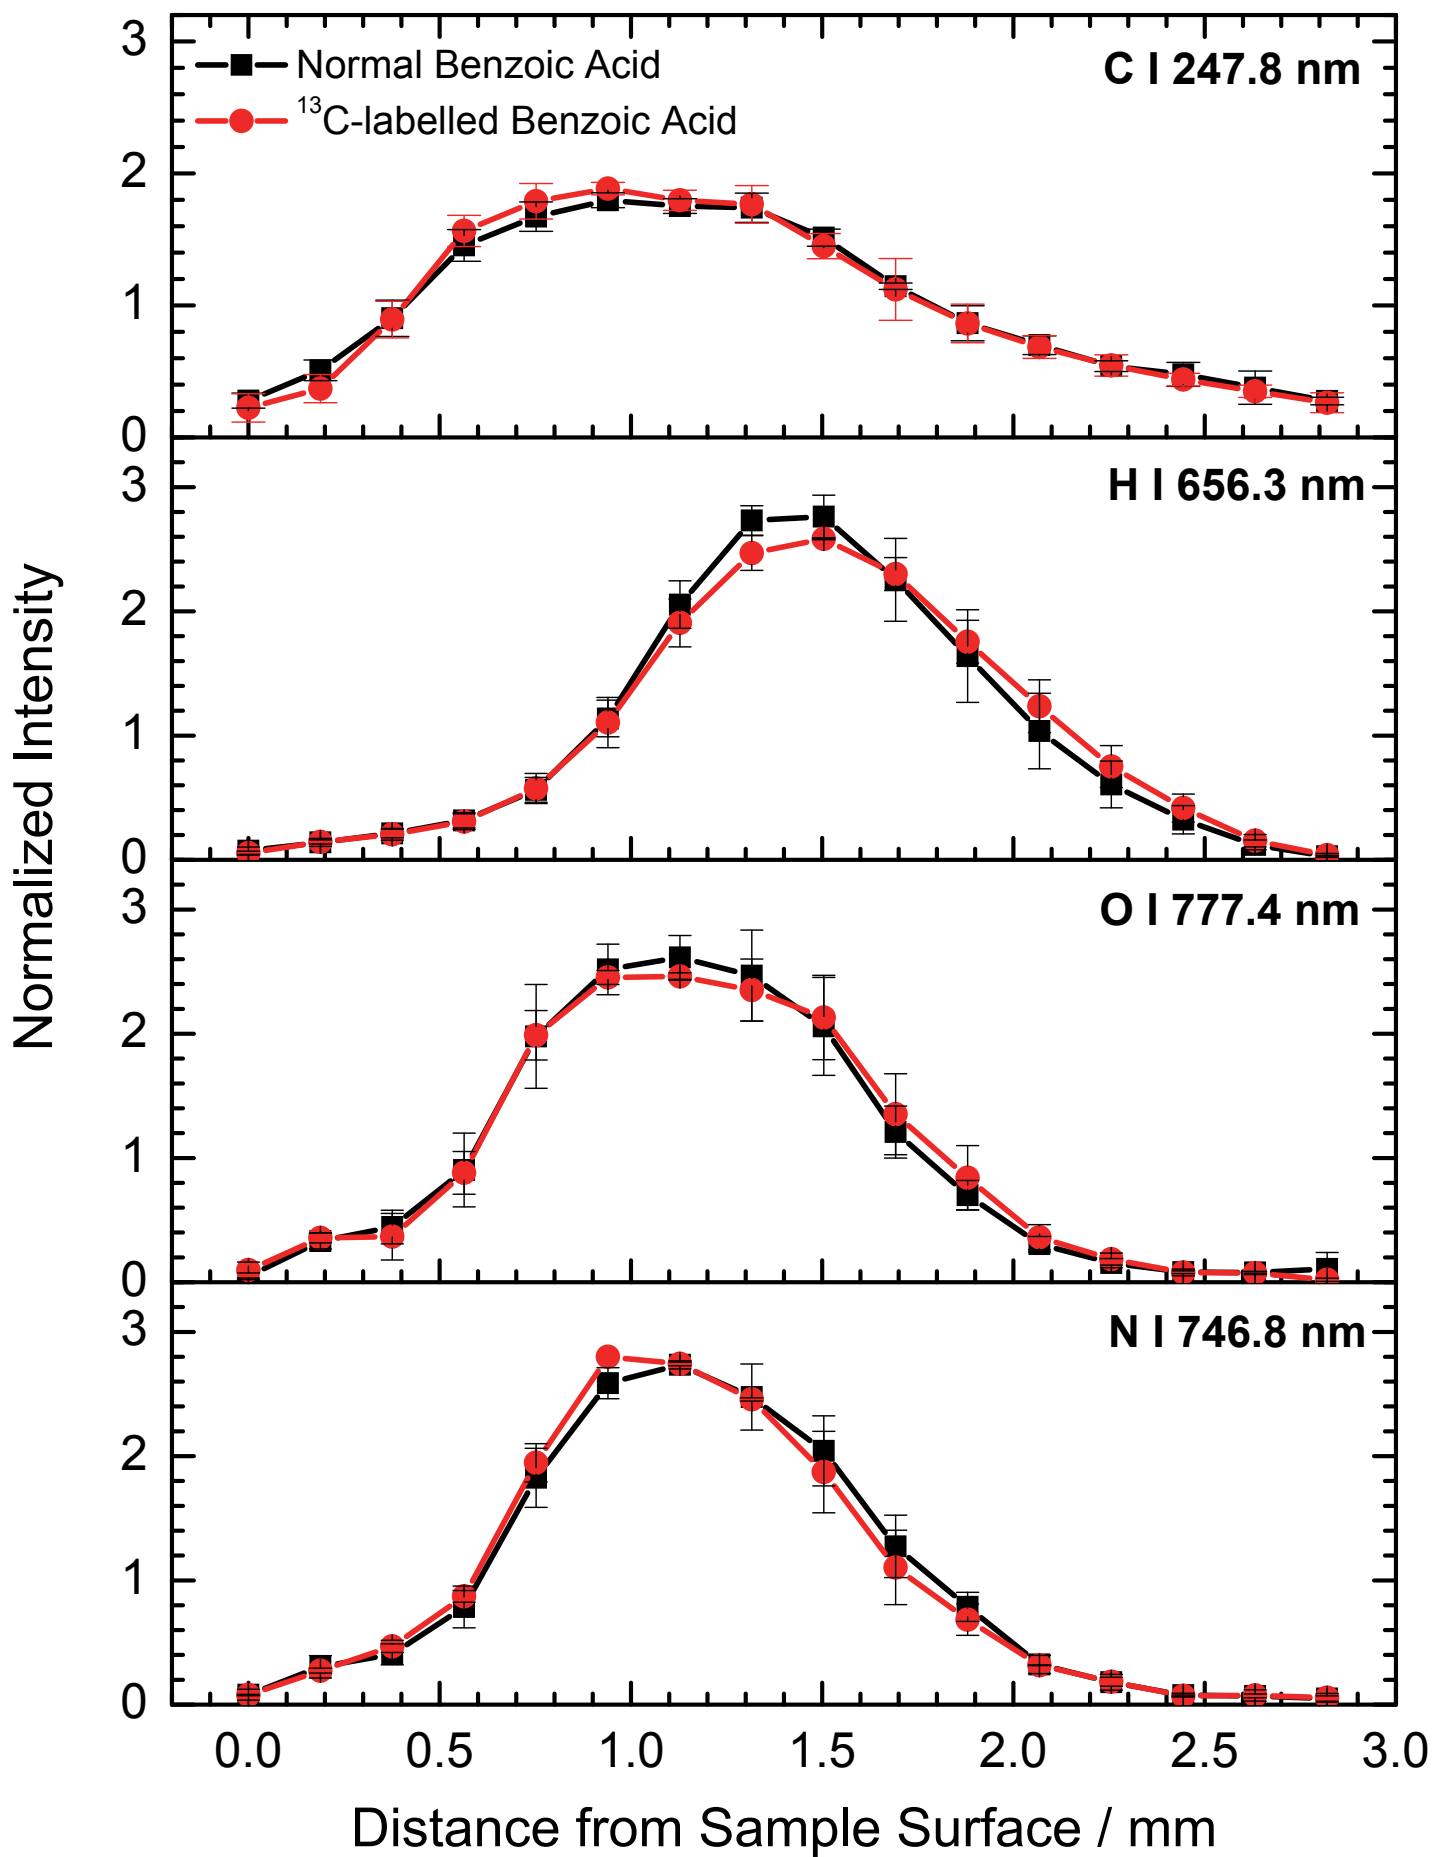 Normal Benzoic Acid
¹³C-labelled Benzoic Acid
C I 247.8 nm
3
2
1
0
H I 656.3 nm
3
2
1
0
O I 777.4 nm
3
2
1
0
N I 746.8 nm
3
2
1
0
Normalized Intensity
0.0 0.5 1.0 1.5 2.0 2.5 3.0
Distance from Sample Surface / mm